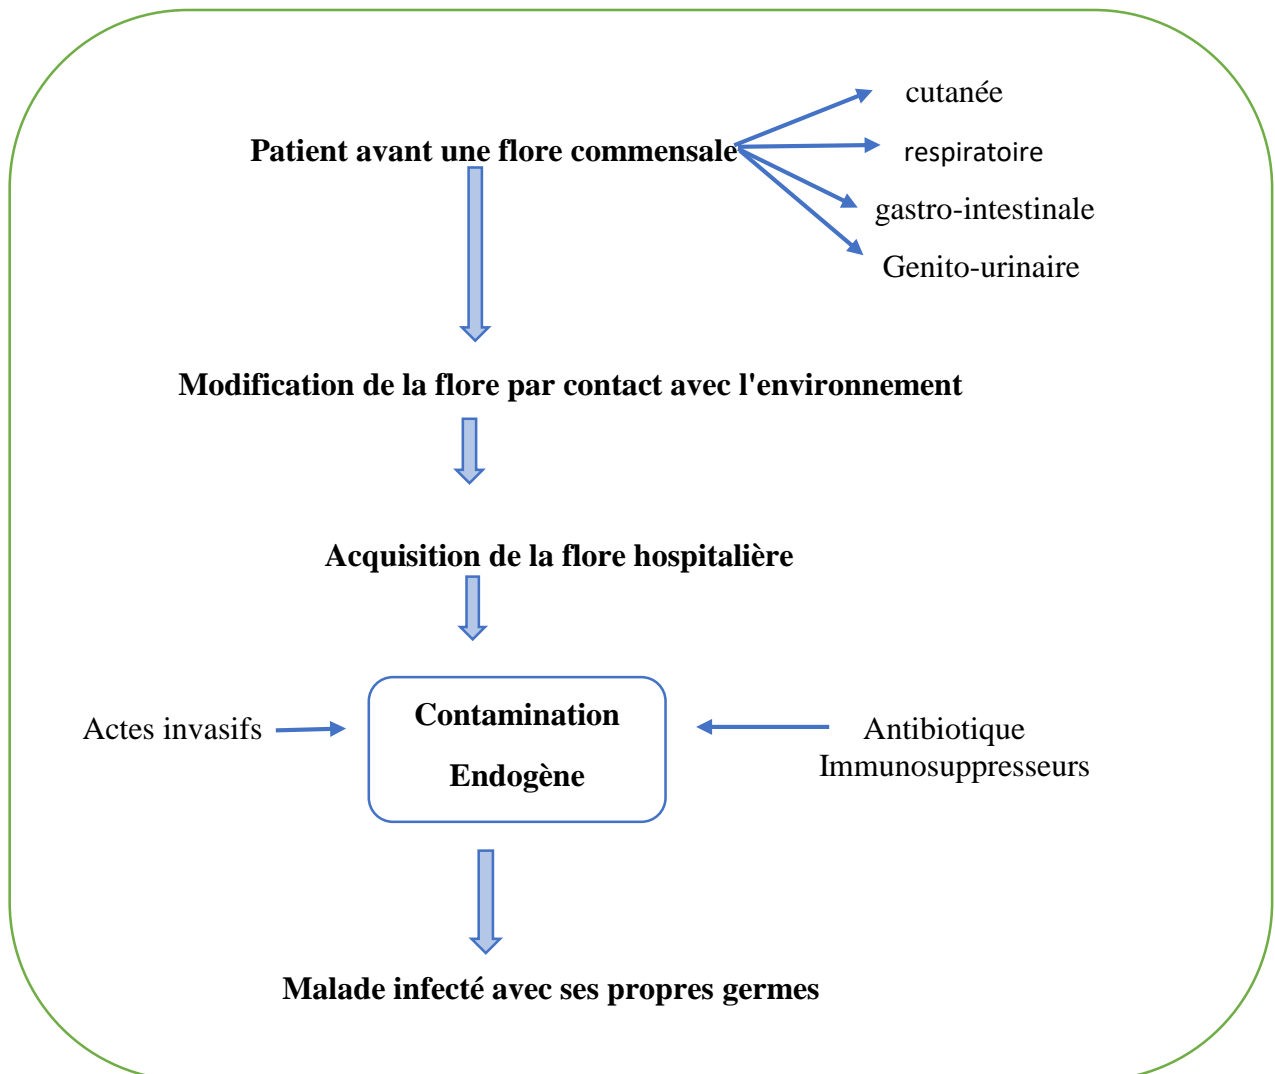 cutanée
Patient avant une flore commensale
respiratoire
gastro-intestinale
Genito-urinaire
Modification de la flore par contact avec l'environnement
Acquisition de la flore hospitalière
Contamination
Endogène
Actes invasifs
Antibiotique
Immunosuppresseurs
Malade infecté avec ses propres germes